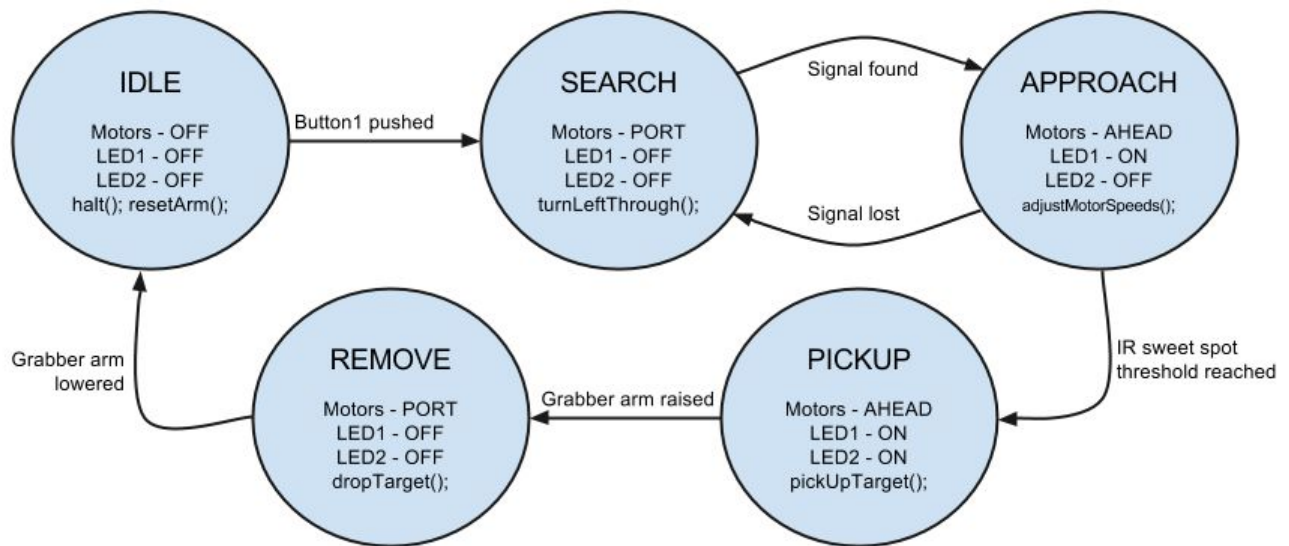 IDLE
Motors - OFF
LED1 - OFF
LED2 - OFF
halt(); resetArm();
Button1 pushed
SEARCH
Motors - PORT
LED1 - OFF
LED2 - OFF
turnLeftThrough();
Signal found
Signal lost
APPROACH
Motors - AHEAD
LED1 - ON
LED2 - OFF
adjustMotorSpeeds();
IR sweet spot
threshold reached
PICKUP
Motors - AHEAD
LED1 - ON
LED2 - ON
pickUpTarget();
Grabber arm raised
REMOVE
Motors - PORT
LED1 - OFF
LED2 - OFF
dropTarget();
Grabber arm
lowered